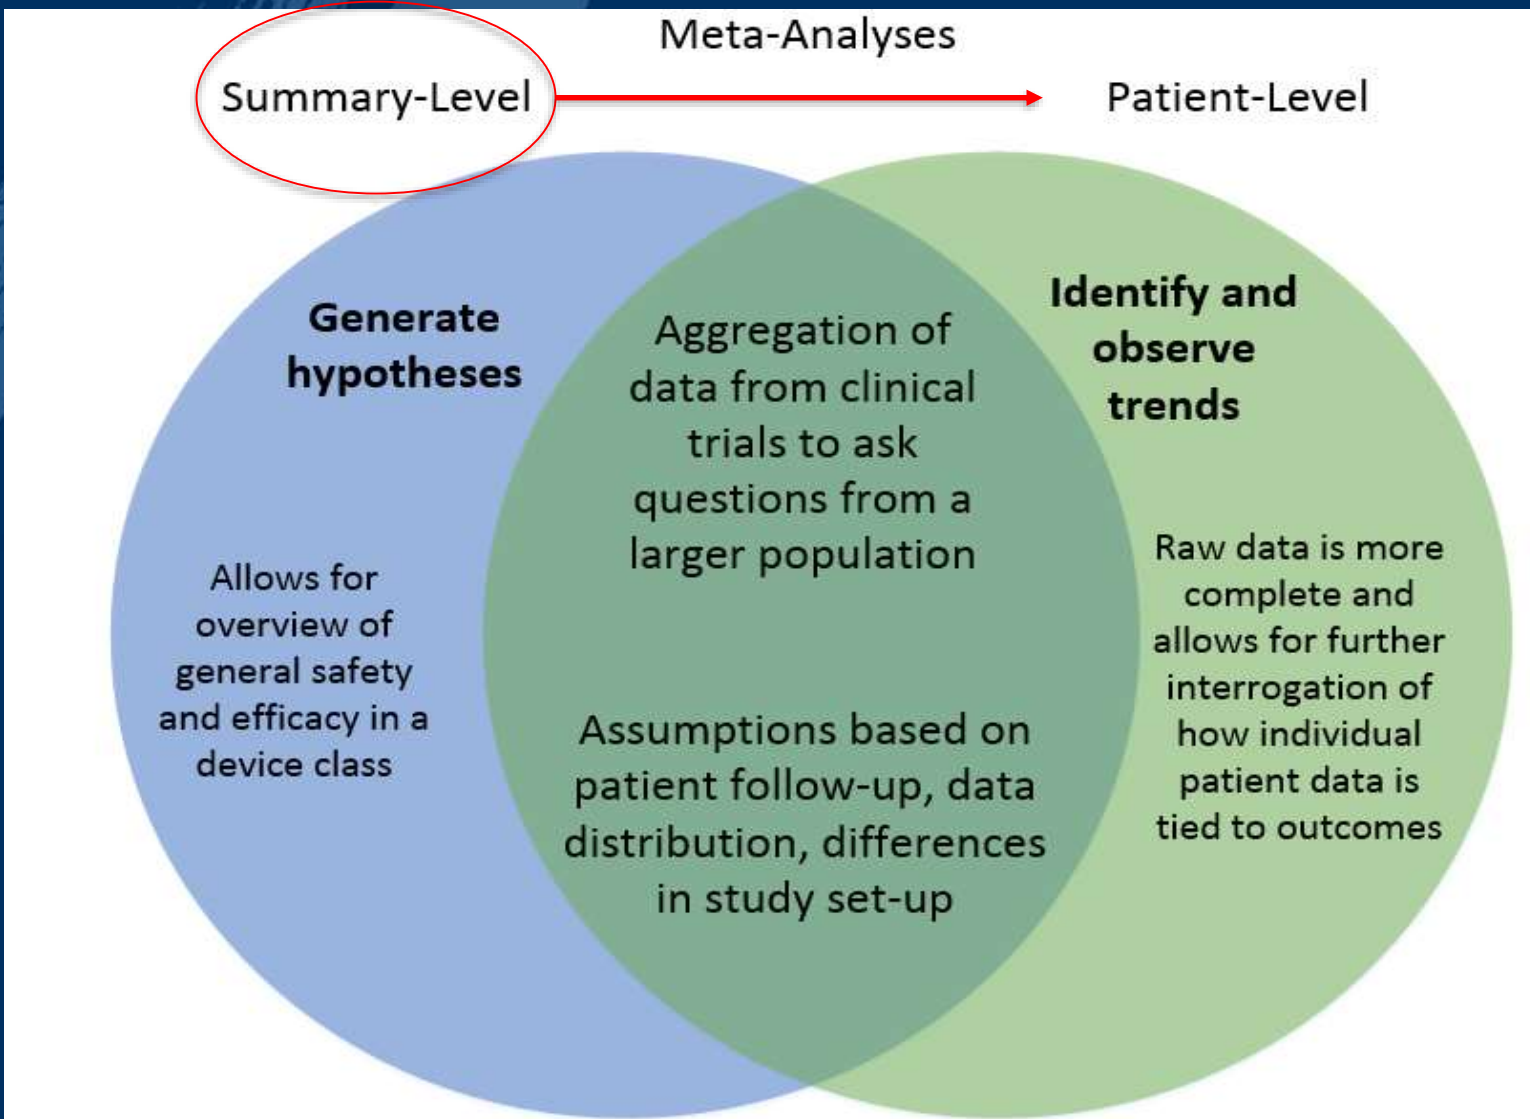 Meta-Analyses
Summary-Level
Patient-Level
Generate
hypotheses
Allows for
overview of
general safety
and efficacy in a
device class
Aggregation of
data from clinical
trials to ask
questions from a
larger population
Assumptions based on
patient follow-up, data
distribution, differences
in study set-up
Identify and
observe
trends
Raw data is more
complete and
allows for further
interrogation of
how individual
patient data is
tied to outcomes